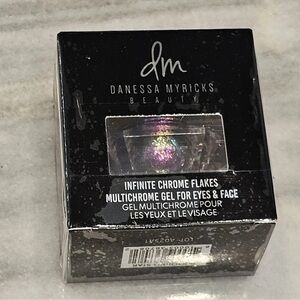 dm
DANESSA MYRICKS
BEAUTY
INFINITE CHROME FLAKES
MULTICHROME GEL FOR EYES & FACE
GEL MULTICHROME POUR
LES YEUX ET LE VISAGE